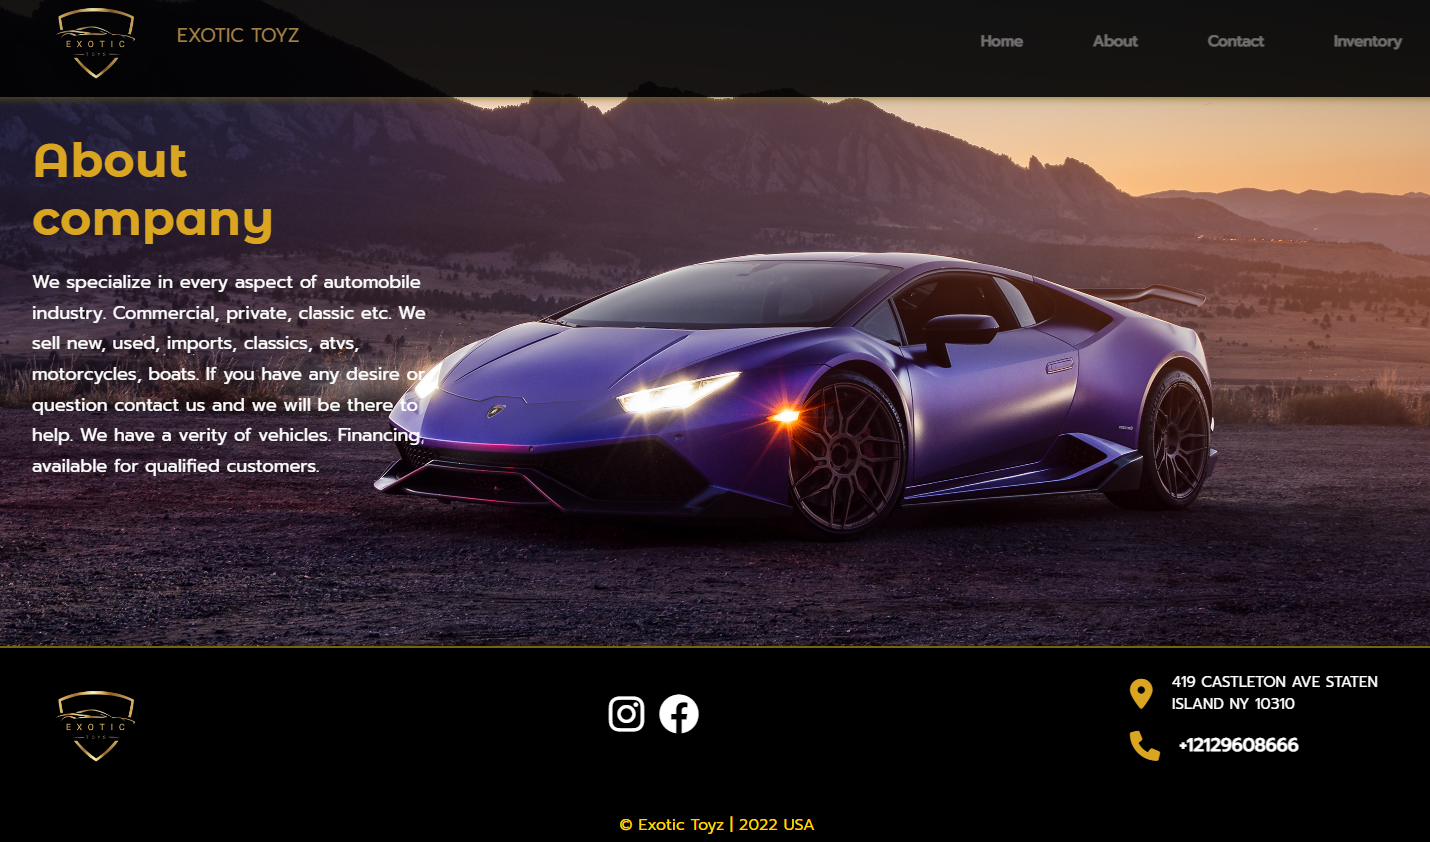 EXOTIC
TOYS
EXOTIC TOYZ
Home
About
Contact
Inventory
About
company
We specialize in every aspect of automobile
industry. Commercial, private, classic etc. We
sell new, used, imports, classics, atvs,
motorcycles, boats. If you have any desire or
question contact us and we will be there to
help. We have a verity of vehicles. Financing,
available for qualified customers.
EXOTIC
TOYS
419 CASTLETON AVE STATEN
ISLAND NY 10310
+12129608666
© Exotic Toyz | 2022 USA